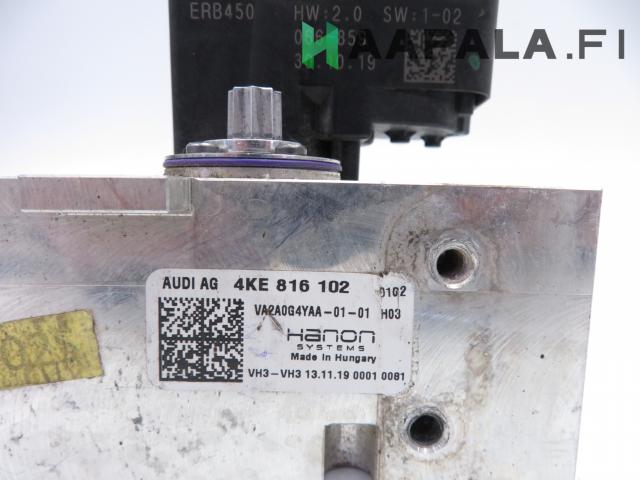 ERB450 HW:2.0 SW:1-02
HAAPALA.FI
AUDI AG 4KE 816 102
0102
VA2A0G4YAA-01-01 H03
Hanon
SYSTEMS
Made in Hungary
VH3-VH3 13.11.19 0001 0081